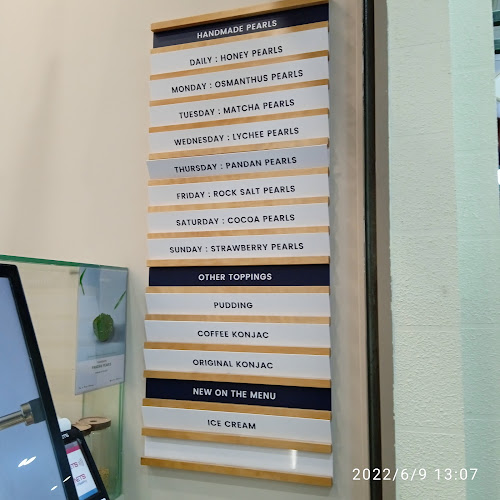 HANDMADE PEARLS
DAILY : HONEY PEARLS
MONDAY : OSMANTHUS PEARLS
TUESDAY : MATCHA PEARLS
WEDNESDAY : LYCHEE PEARLS
THURSDAY : PANDAN PEARLS
FRIDAY : ROCK SALT PEARLS
SATURDAY : COCOA PEARLS
SUNDAY : STRAWBERRY PEARLS
OTHER TOPPINGS
PUDDING
COFFEE KONJAC
ORIGINAL KONJAC
NEW ON THE MENU
ICE CREAM
2022/6/9 13:07